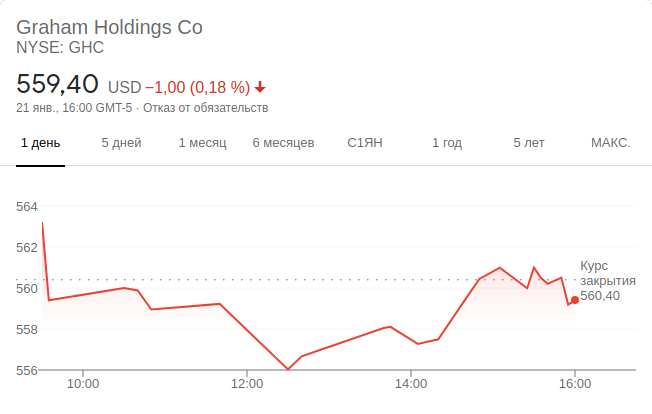 Graham Holdings Co
NYSE: GHC
559,40 USD −1,00 (0,18 %)
21 янв., 16:00 GMT-5 · Отказ от обязательств
1 день 5 дней 1 месяц 6 месяцев С1ЯН 1 год 5 лет МАКС.
564
562
Курс
закрытия
560,40
560
558
556
10:00 12:00 14:00 16:00